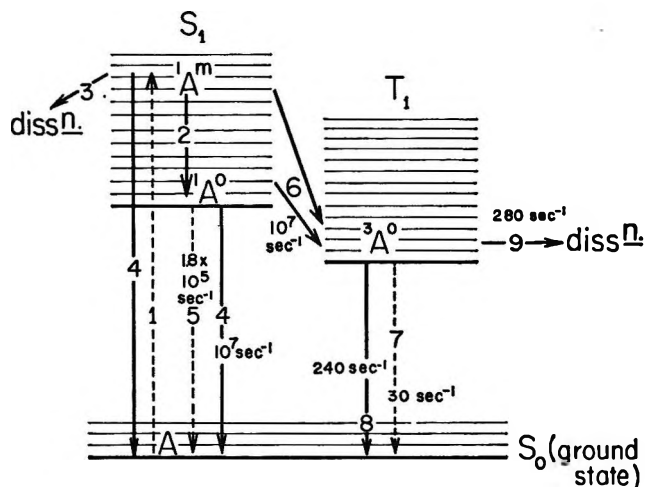 S₁
¹Aᵐ
3
dissn.
2
¹A⁰
T₁
6
10⁷
sec⁻¹
³A⁰
280 sec⁻¹
9
dissn.
4
1
1.8x
10⁵
sec⁻¹
5
4
10⁷sec⁻¹
7
240 sec⁻¹
30 sec⁻¹
8
A
S₀(ground
state)